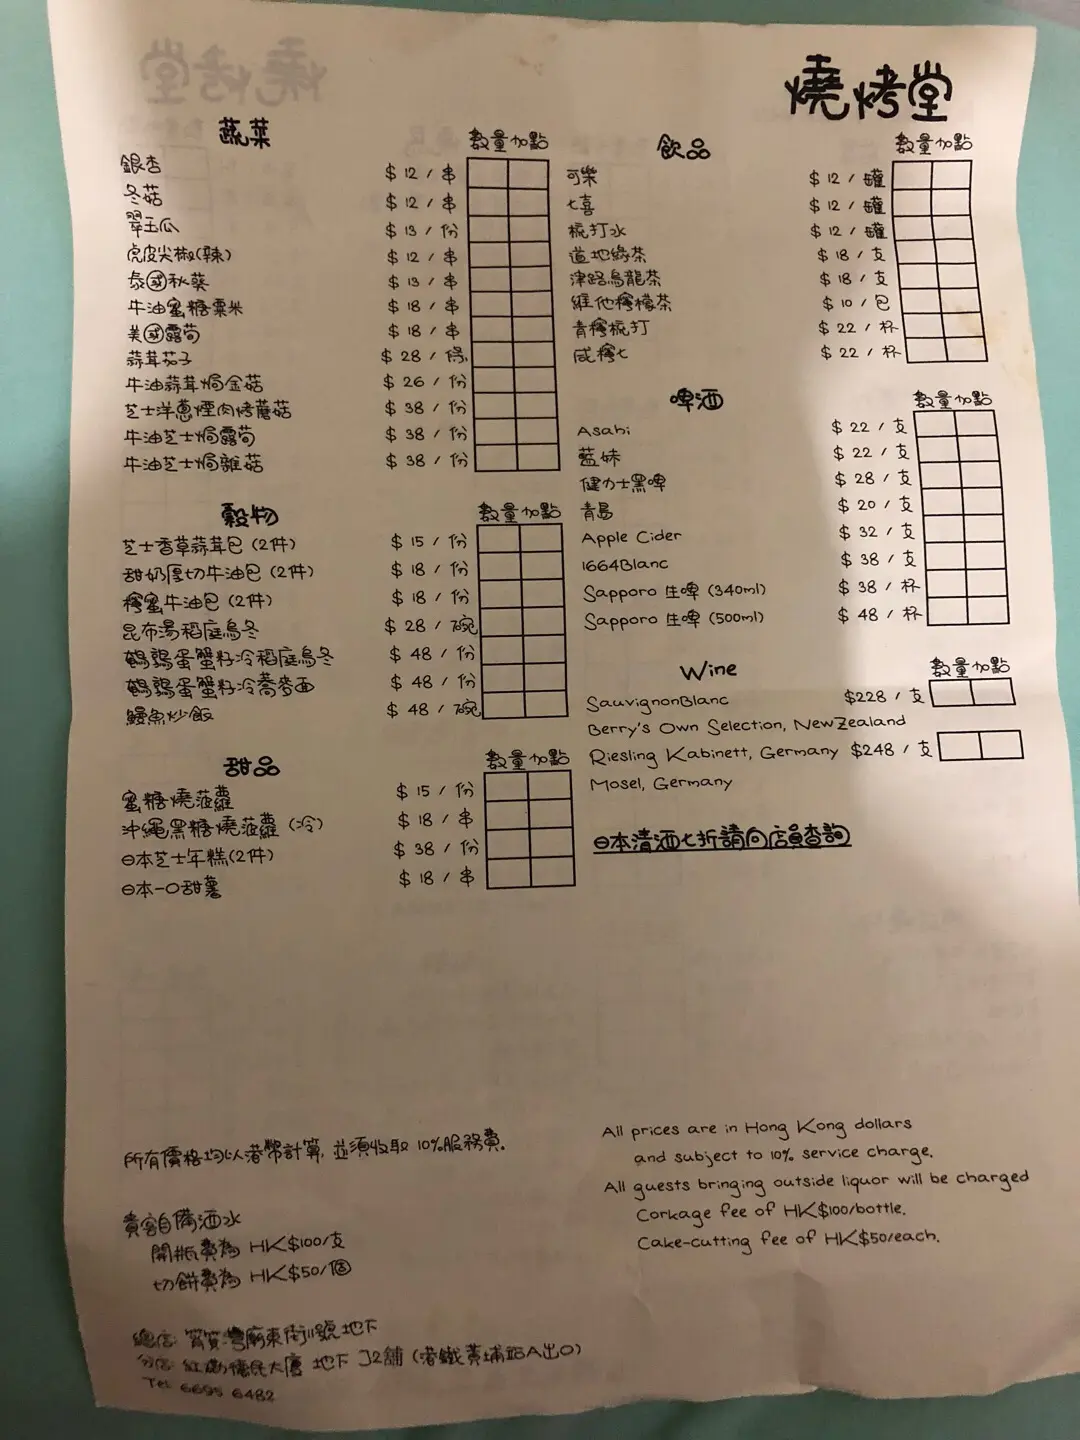 燒烤堂
蔬菜 數量 加點
銀杏 $ 12 / 串
冬菇 $ 12 / 串
翠玉瓜 $ 13 / 份
虎皮尖椒(辣) $ 12 / 串
泰國秋葵 $ 13 / 串
牛油蜜糖粟米 $ 18 / 串
美國露荀 $ 18 / 串
蒜茸茄子 $ 28 / 條
牛油蒜茸焗金菇 $ 26 / 份
芝士洋蔥煙肉烤蘑菇 $ 38 / 份
牛油芝士焗露荀 $ 38 / 份
牛油芝士焗雜菇 $ 38 / 份
穀物 數量 加點
芝士香草蒜茸包 (2件) $ 15 / 份
甜奶厚切牛油包 (2件) $ 18 / 份
檸蜜牛油包 (2件) $ 18 / 份
昆布湯稻庭烏冬 $ 28 / 碗
鵪鶉蛋蟹籽冷稻庭烏冬 $ 48 / 份
鵪鶉蛋蟹籽冷蕎麥面 $ 48 / 份
鰻魚炒飯 $ 48 / 碗
甜品 數量 加點
蜜糖燒菠蘿 $ 15 / 份
沖繩黑糖燒菠蘿 (冷) $ 18 / 串
日本芝士年糕(2件) $ 38 / 份
日本一口甜薯 $ 18 / 串
飲品 數量 加點
可樂 $ 12 / 罐
七喜 $ 12 / 罐
梳打水 $ 12 / 罐
道地綠茶 $ 18 / 支
津路烏龍茶 $ 18 / 支
維他檸檬茶 $ 10 / 包
青檸梳打 $ 22 / 杯
咸檸七 $ 22 / 杯
啤酒 數量 加點
Asahi $ 22 / 支
藍妹 $ 22 / 支
健力士黑啤 $ 28 / 支
青島 $ 20 / 支
Apple Cider $ 32 / 支
1664Blanc $ 38 / 支
Sapporo 生啤 (340ml) $ 38 / 杯
Sapporo 生啤 (500ml) $ 48 / 杯
Wine 數量 加點
SauvignonBlanc $228 / 支
Berry's Own Selection, NewZealand
Riesling Kabinett, Germany $248 / 支
Mosel, Germany
日本清酒七折請向店員查詢
所有價格均以港幣計算, 並須收取 10%服務費.
貴客自備酒水
開瓶費為 HK$100/支
切餅費為 HK$50/個
All prices are in Hong Kong dollars
and subject to 10% service charge.
All guests bringing outside liquor will be charged
Corkage fee of HK$100/bottle.
Cake-cutting fee of HK$50/each.
總店: 筲箕灣廟東街11號地下
分店: 紅磡德民大廈 地下 J2舖 (港鐵黃埔站A出口)
Tel: 6695 6482